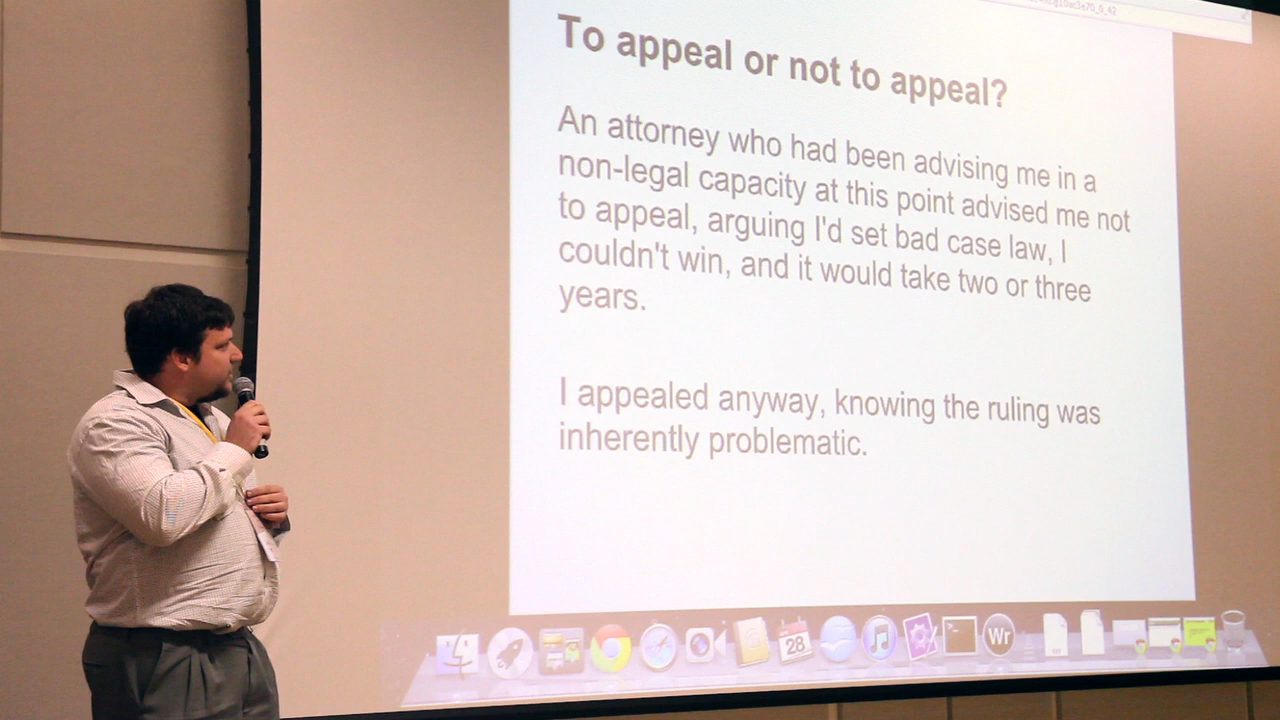 To appeal or not to appeal?
An attorney who had been advising me in a
non-legal capacity at this point advised me not
to appeal, arguing I'd set bad case law, I
couldn't win, and it would take two or three
years.
I appealed anyway, knowing the ruling was
inherently problematic.
28
Wr